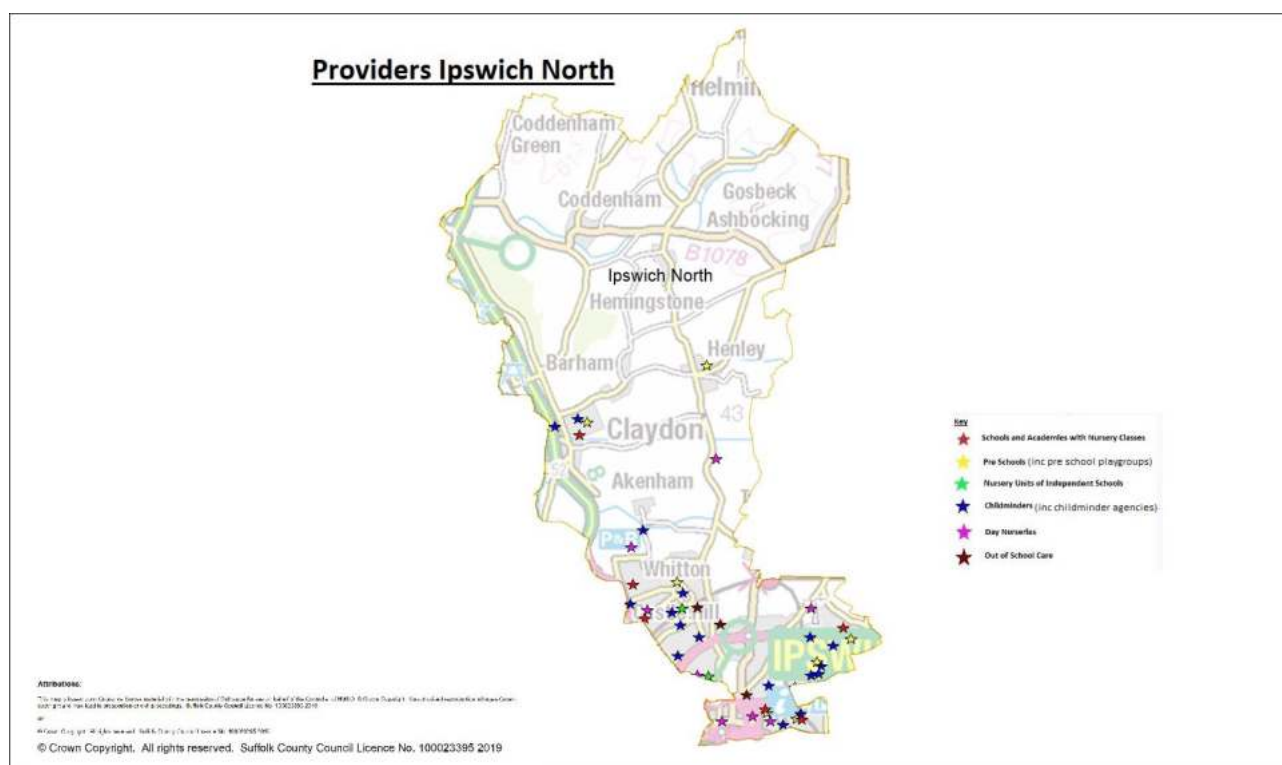 Providers Ipswich North
Helmin
Coddenham
Green
Coddenham
Gosbeck
Ashbocking
B1078
Ipswich North
Hemingstone
Henley
Barham
43
Claydon
Akenham
P&R
Whitton
Key
Schools and Academies with Nursery Classes
Pre Schools (inc pre school playgroups)
Nursery Units of Independent Schools
Childminders (inc childminder agencies)
Day Nurseries
Out of School Care
IPSWI
Attributions:
© Crown Copyright. All rights reserved. Suffolk County Council Licence No. 100023395 2019